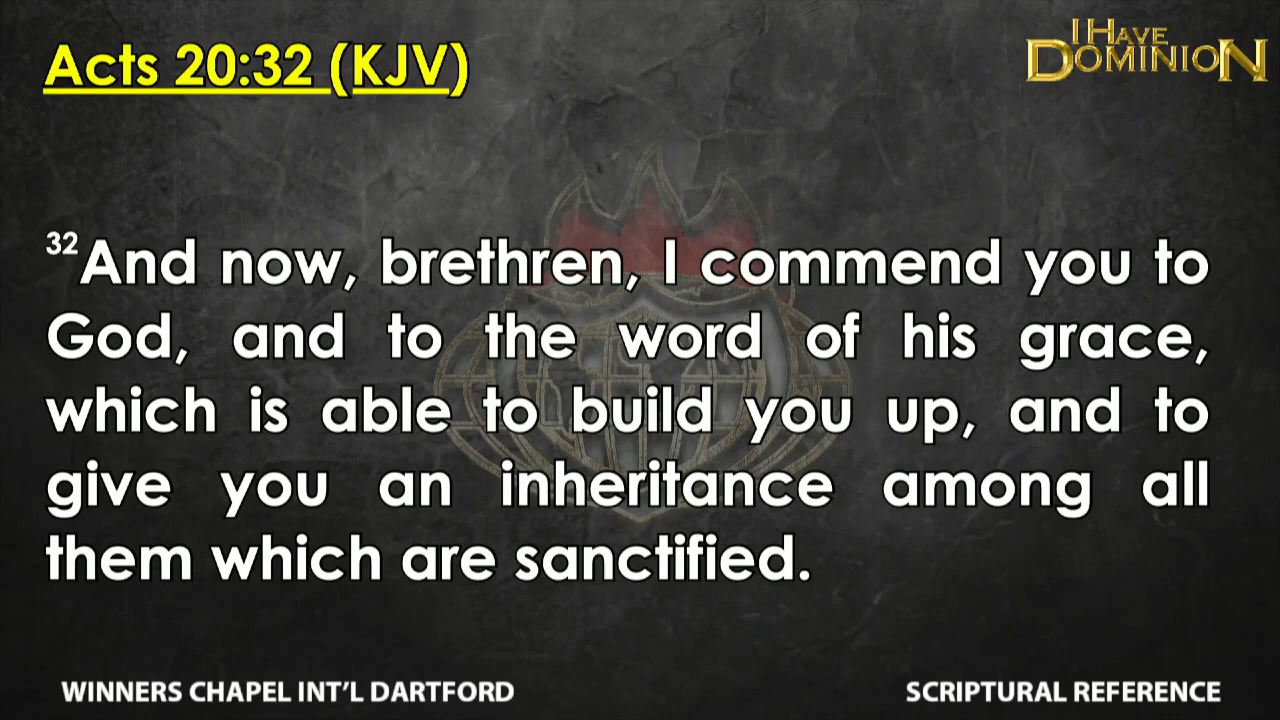 Acts 20:32 (KJV)
I HAVE
DOMINION
32And now, brethren, I commend you to
God, and to the word of his grace,
which is able to build you up, and to
give you an inheritance among all
them which are sanctified.
WINNERS CHAPEL INT'L DARTFORD
SCRIPTURAL REFERENCE